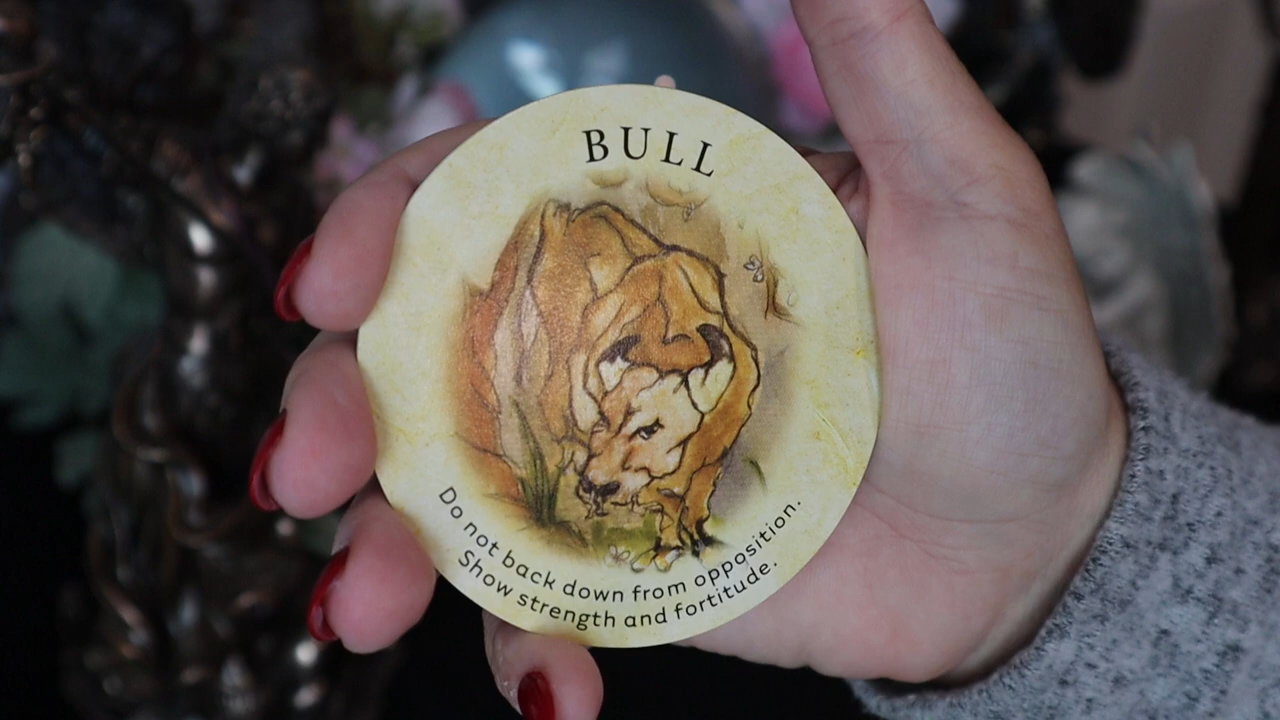 BULL
Do not back down from opposition.
Show strength and fortitude.